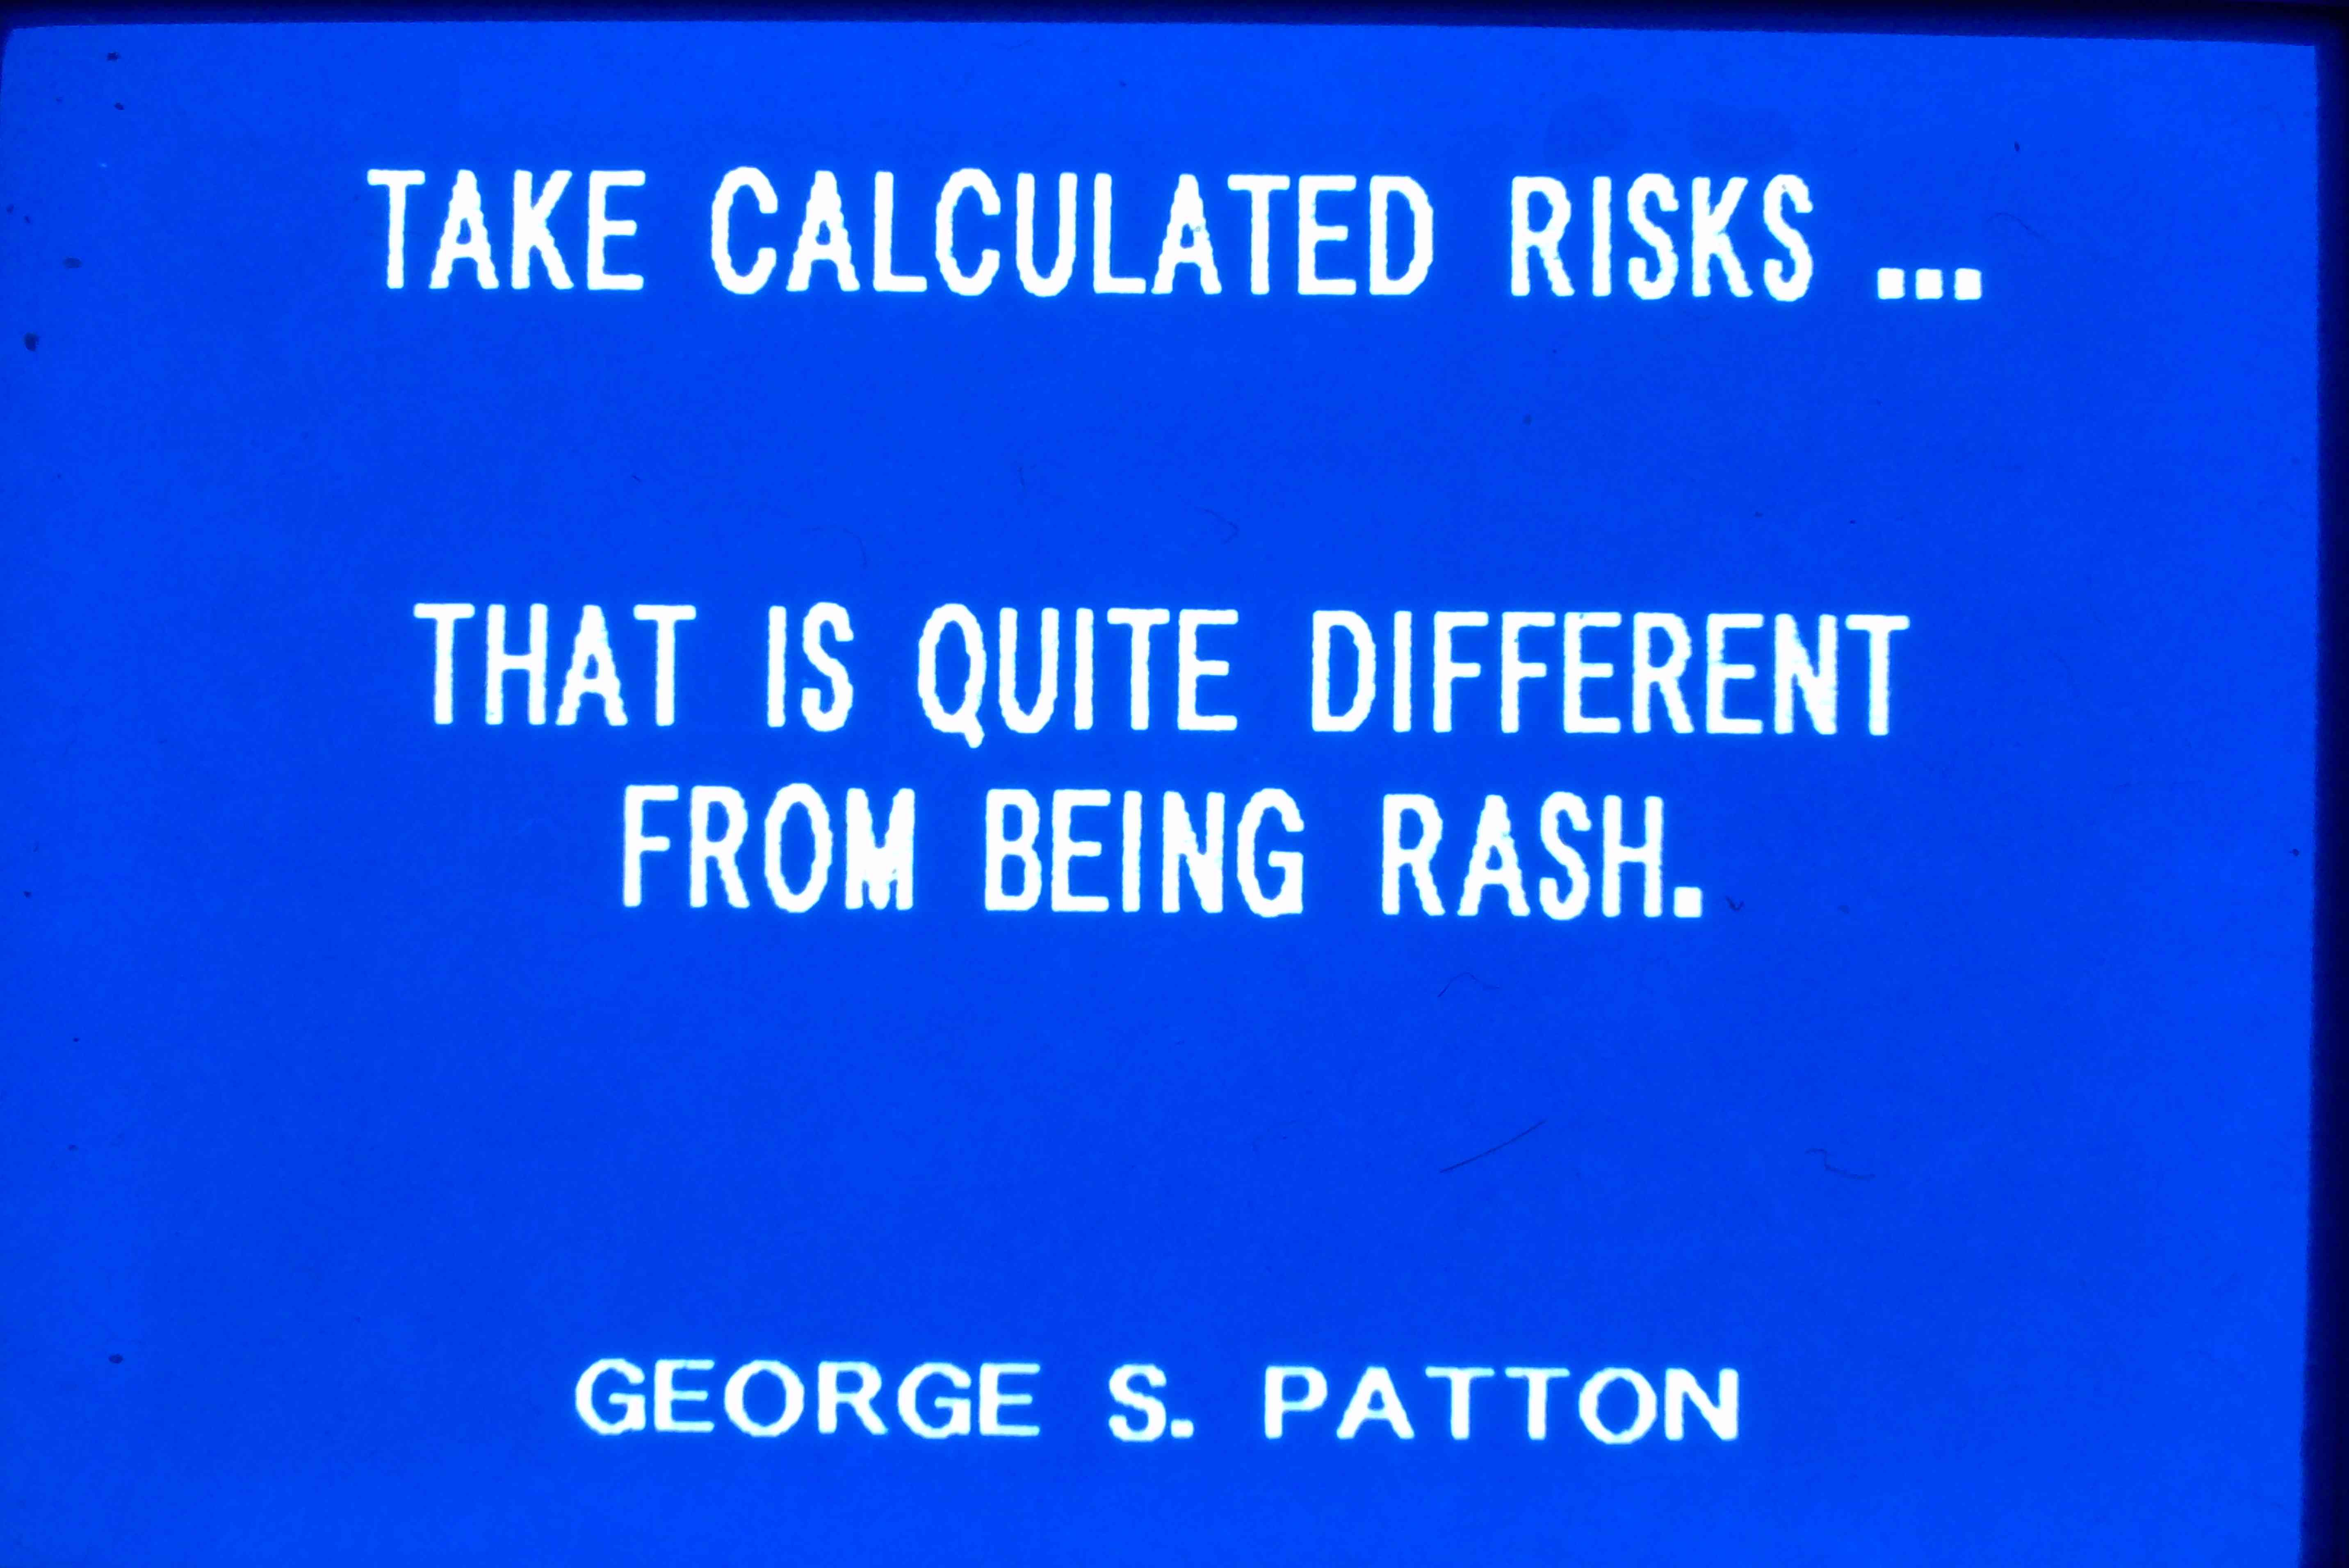 TAKE CALCULATED RISKS ...
THAT IS QUITE DIFFERENT
FROM BEING RASH.
GEORGE S. PATTON